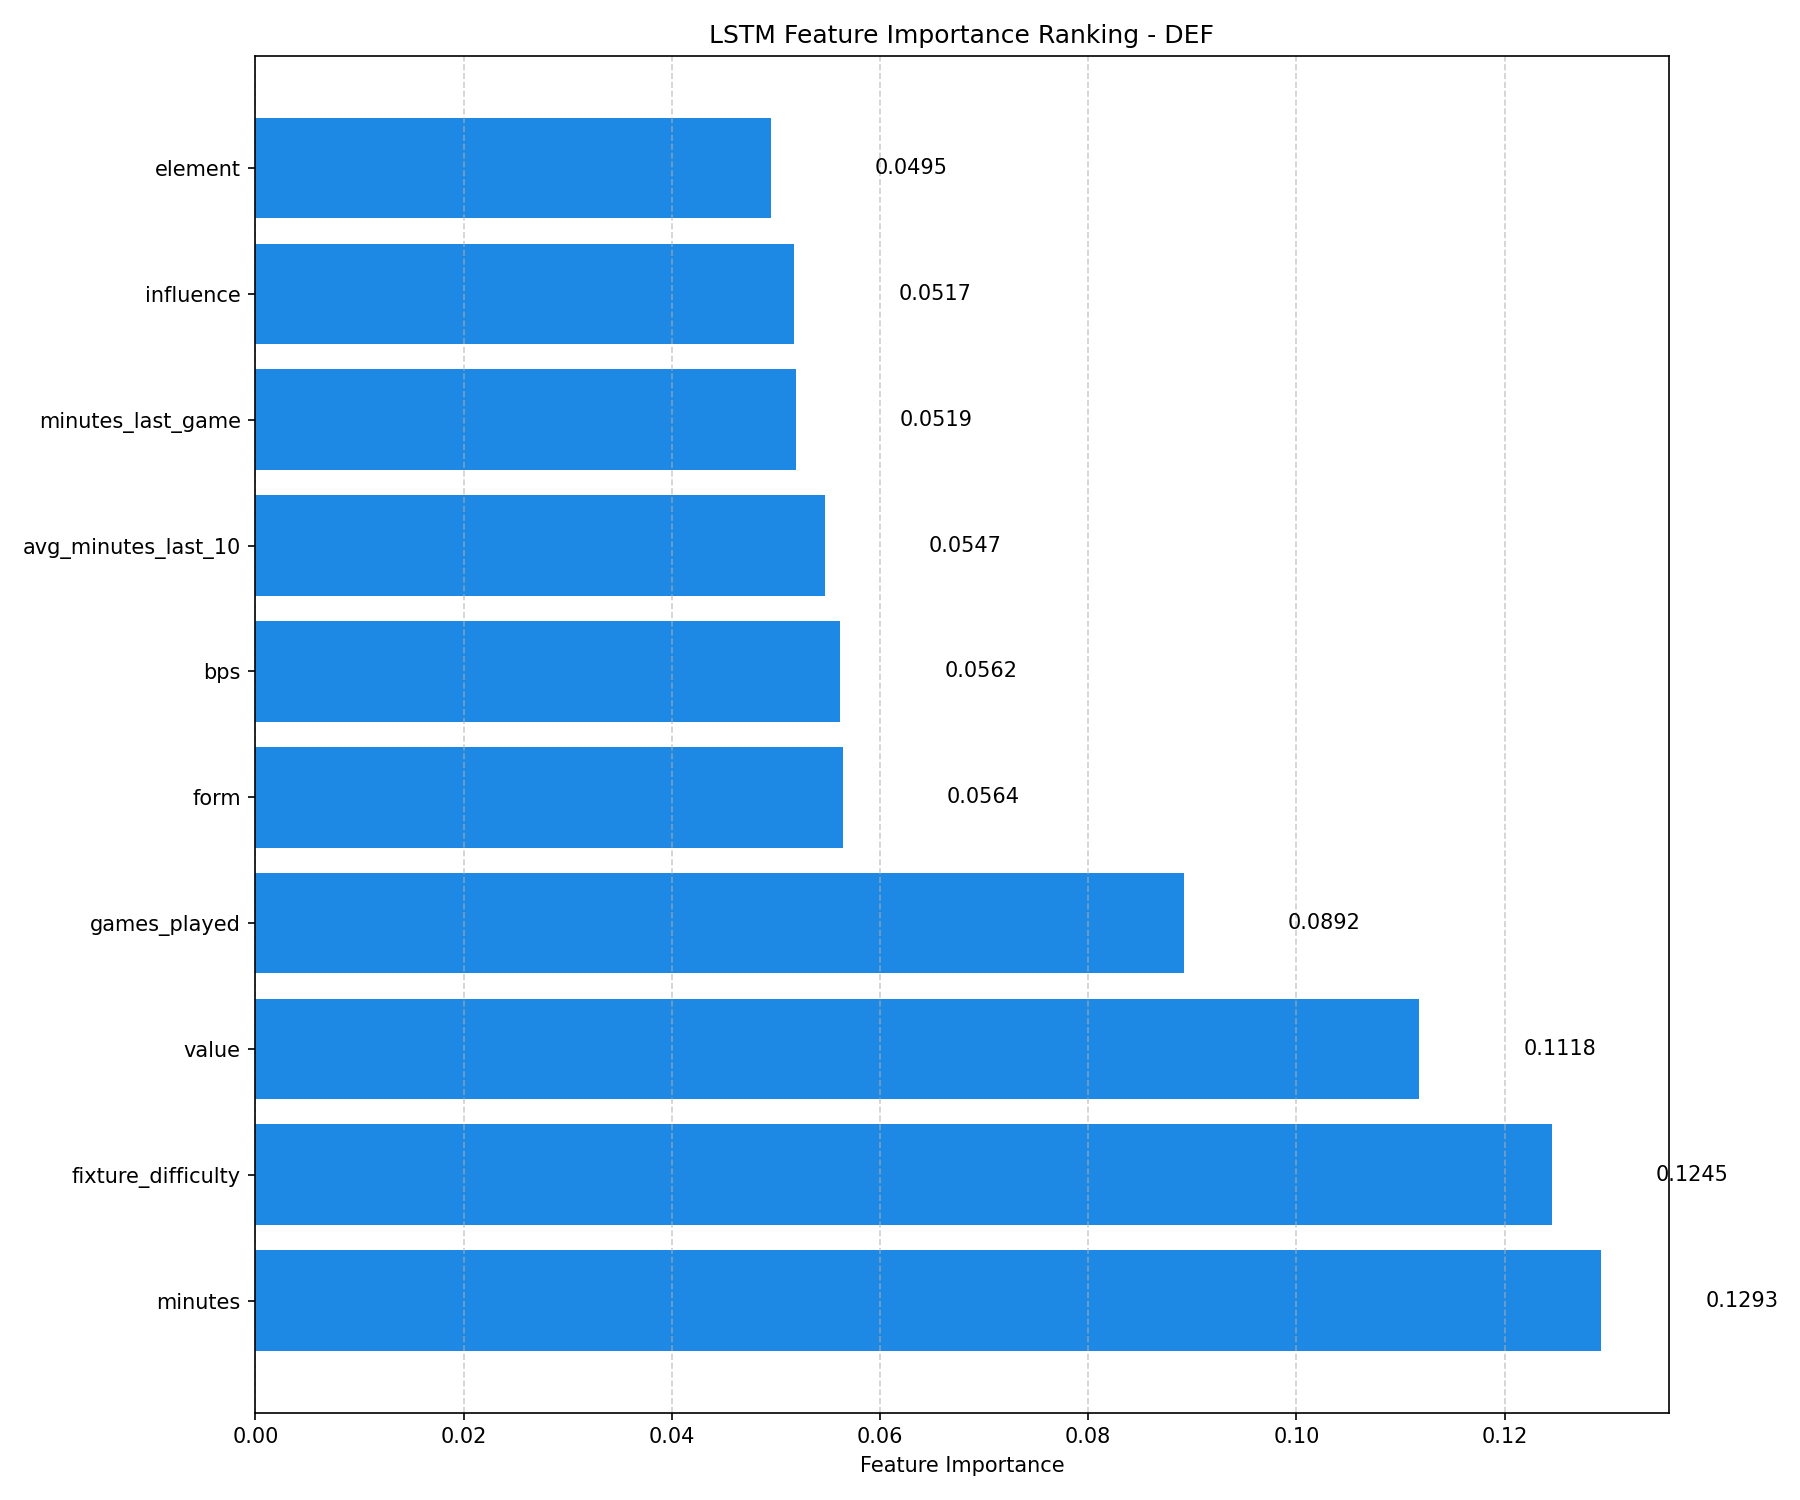 LSTM Feature Importance Ranking - DEF
element 0.0495
influence 0.0517
minutes_last_game 0.0519
avg_minutes_last_10 0.0547
bps 0.0562
form 0.0564
games_played 0.0892
value 0.1118
fixture_difficulty 0.1245
minutes 0.1293
0.00 0.02 0.04 0.06 0.08 0.10 0.12
Feature Importance